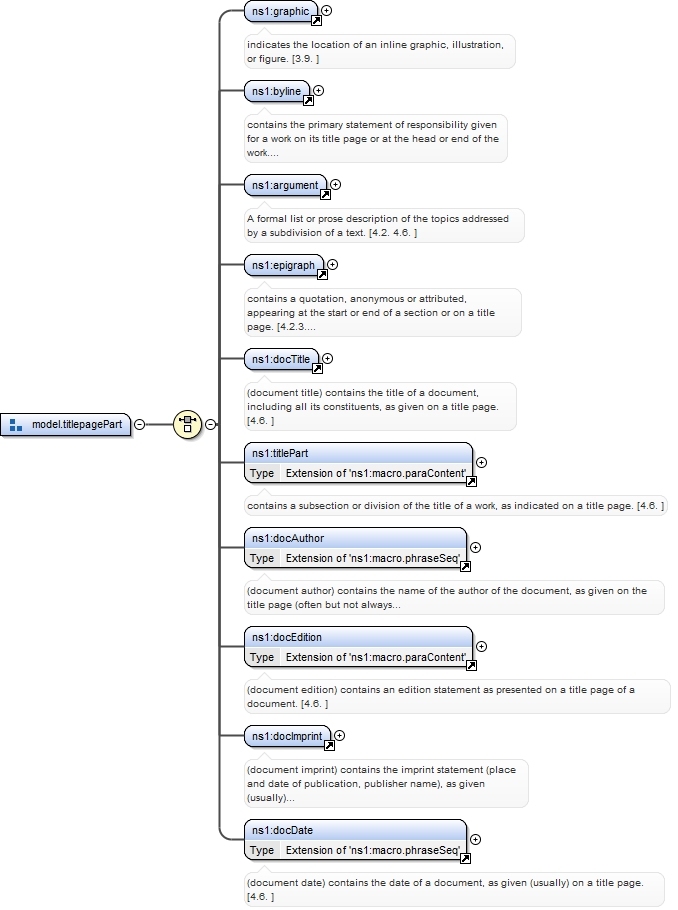 ns1:graphic
indicates the location of an inline graphic, illustration,
or figure. [3.9. ]
ns1:byline
contains the primary statement of responsibility given
for a work on its title page or at the head or end of the
work....
ns1:argument
A formal list or prose description of the topics addressed
by a subdivision of a text. [4.2. 4.6. ]
ns1:epigraph
contains a quotation, anonymous or attributed,
appearing at the start or end of a section or on a title
page. [4.2.3....
ns1:docTitle
(document title) contains the title of a document,
including all its constituents, as given on a title page.
[4.6. ]
model.titlepagePart
ns1:titlePart
Type Extension of 'ns1:macro.paraContent'
contains a subsection or division of the title of a work, as indicated on a title page. [4.6. ]
ns1:docAuthor
Type Extension of 'ns1:macro.phraseSeq'
(document author) contains the name of the author of the document, as given on the
title page (often but not always...
ns1:docEdition
Type Extension of 'ns1:macro.paraContent'
(document edition) contains an edition statement as presented on a title page of a
document. [4.6. ]
ns1:docImprint
(document imprint) contains the imprint statement (place
and date of publication, publisher name), as given
(usually)...
ns1:docDate
Type Extension of 'ns1:macro.phraseSeq'
(document date) contains the date of a document, as given (usually) on a title page.
[4.6. ]